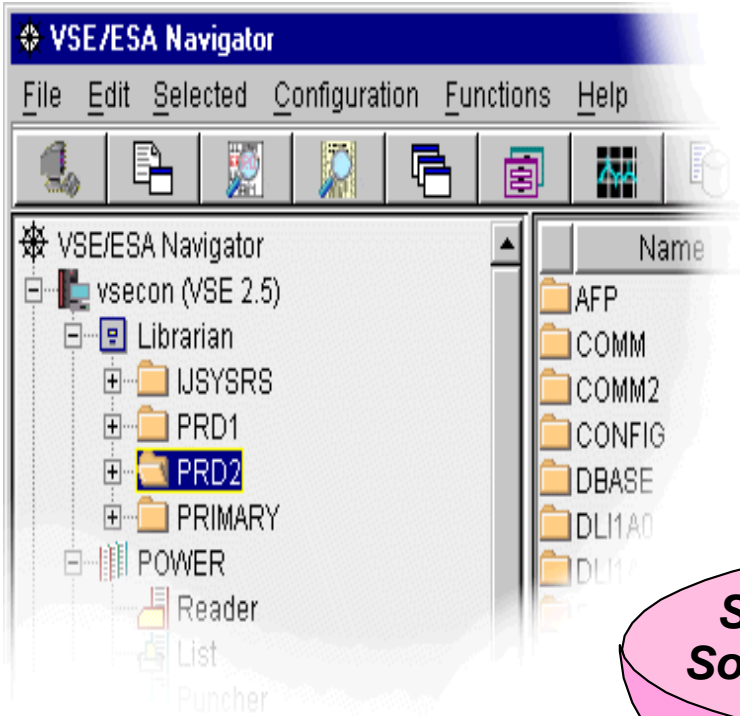 VSE/ESA Navigator
File Edit Selected Configuration Functions Help
VSE/ESA Navigator
vsecon (VSE 2.5)
Librarian
IJSYSRS
PRD1
PRD2
PRIMARY
POWER
Reader
List
Puncher
Name
AFP
COMM
COMM2
CONFIG
DBASE
DLI1A0